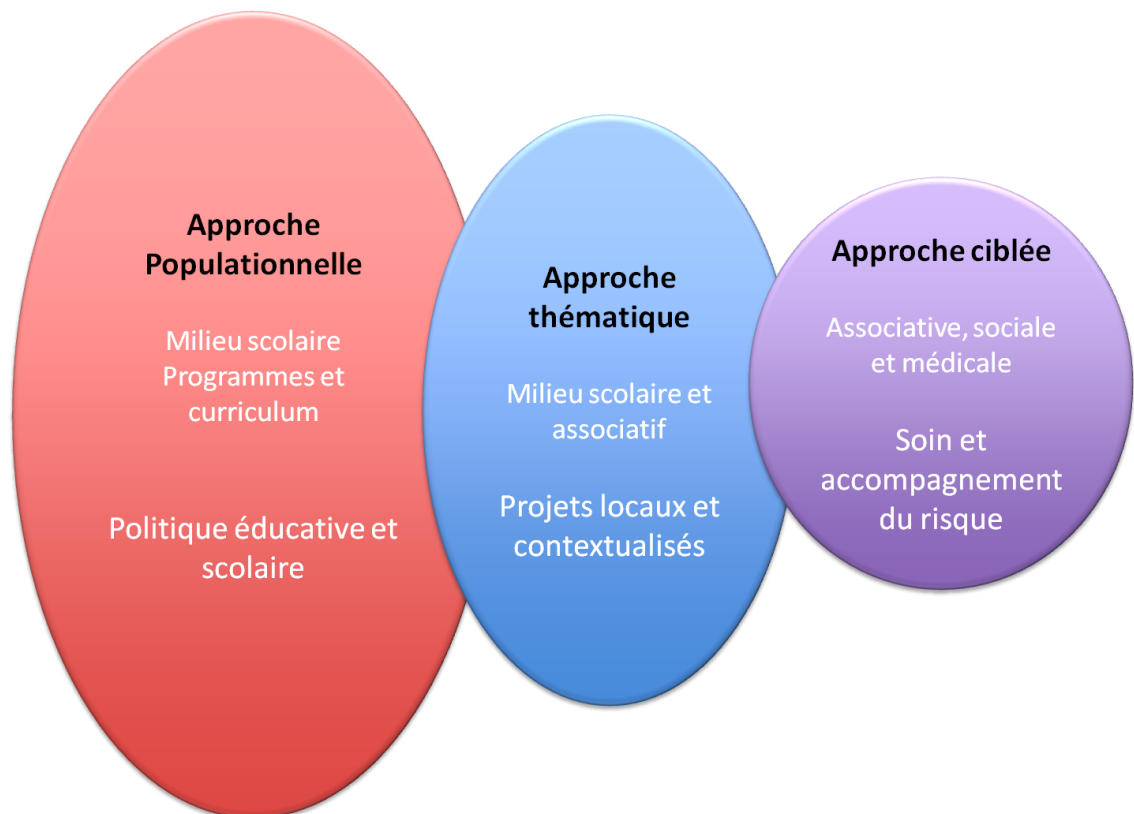 Approche
Populationnelle
Milieu scolaire
Programmes et
curriculum
Politique éducative et
scolaire
Approche
thématique
Milieu scolaire et
associatif
Projets locaux et
contextualisés
Approche ciblée
Associative, sociale
et médicale
Soin et
accompagnement
du risque